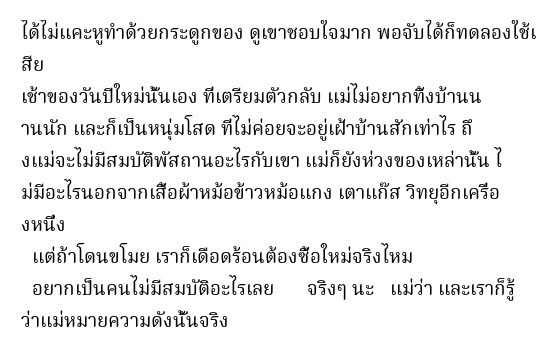 ได้ไม้แคะหูทำด้วยกระดูกของ ดูเขาชอบใจมาก พอจับได้ก็ทดลองใช้เ
สีย
เช้าของวันปีใหม่นั้นเอง ที่เตรียมตัวกลับ แม่ไม่อยากทิ้งบ้านน
านนัก และก็เป็นหนุ่มโสด ที่ไม่ค่อยจะอยู่เฝ้าบ้านสักเท่าไร ถึ
งแม่จะไม่มีสมบัติพัสถานอะไรกับเขา แม่ก็ยังห่วงของเหล่านั้น ไ
ม่มีอะไรนอกจากเสื้อผ้าหม้อข้าวหม้อแกง เตาแก๊ส วิทยุอีกเครื่อ
งหนึ่ง
แต่ถ้าโดนขโมย เราก็เดือดร้อนต้องซื้อใหม่จริงไหม
อยากเป็นคนไม่มีสมบัติอะไรเลย จริงๆ นะ แม่ว่า และเราก็รู้
ว่าแม่หมายความดังนั้นจริง